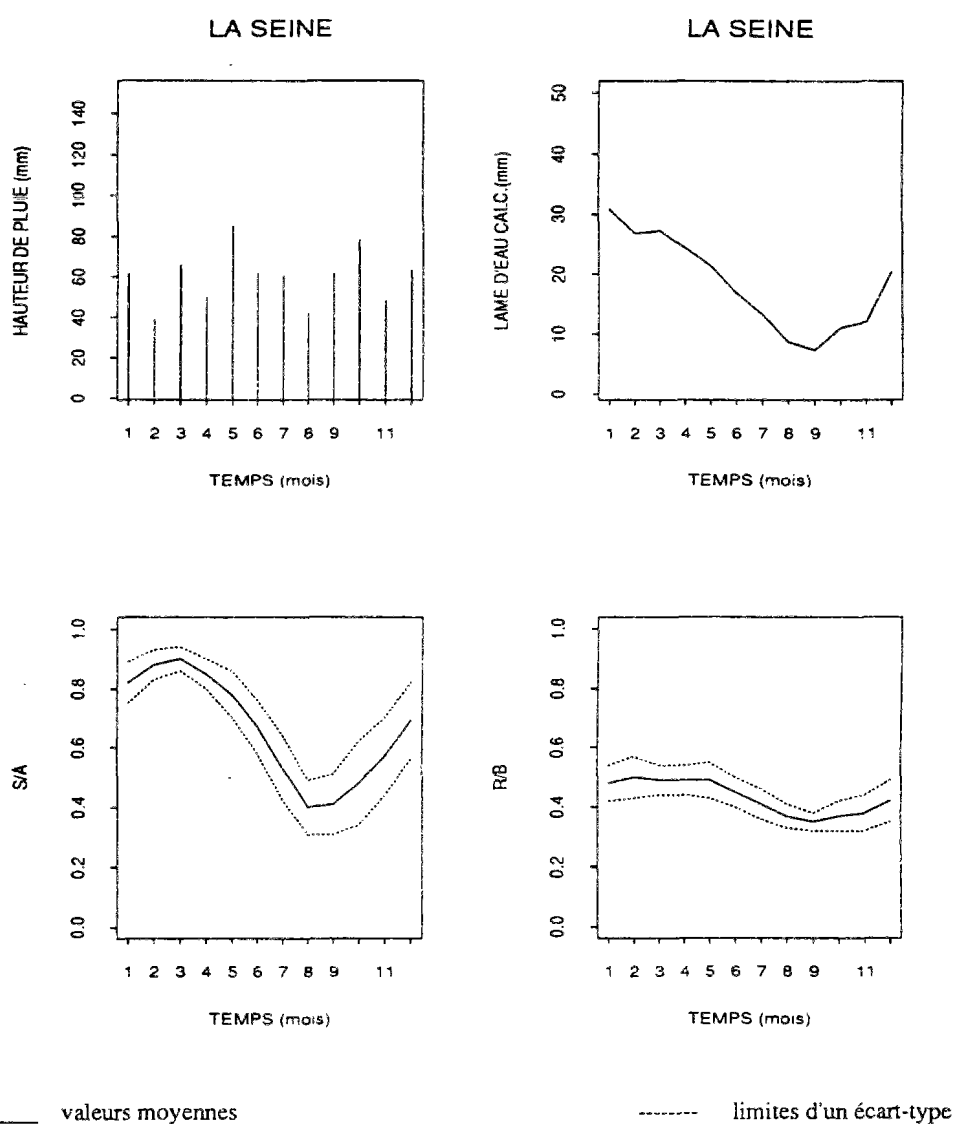 LA SEINE
LA SEINE
HAUTEUR DE PLUIE (mm)
140
120
100
80
60
40
20
0
1 2 3 4 5 6 7 8 9 11
TEMPS (mois)
LAME D'EAU CALC.(mm)
50
40
30
20
10
0
1 2 3 4 5 6 7 8 9 11
TEMPS (mois)
S/A
1.0
0.8
0.6
0.4
0.2
0.0
1 2 3 4 5 6 7 8 9 11
TEMPS (mois)
R/B
1.0
0.8
0.6
0.4
0.2
0.0
1 2 3 4 5 6 7 8 9 11
TEMPS (mois)
valeurs moyennes
limites d'un écart-type